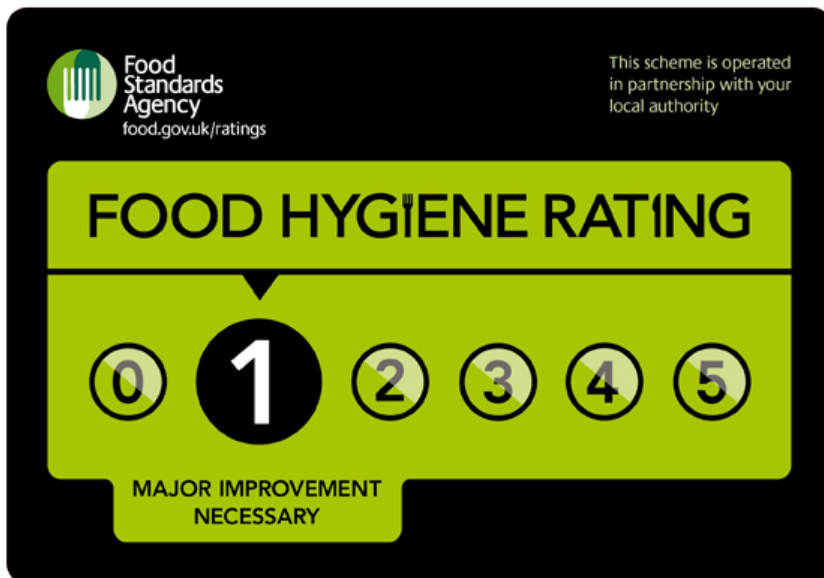 Food
Standards
Agency
food.gov.uk/ratings
This scheme is operated
in partnership with your
local authority
FOOD HYGIENE RATING
0 1 2 3 4 5
MAJOR IMPROVEMENT
NECESSARY